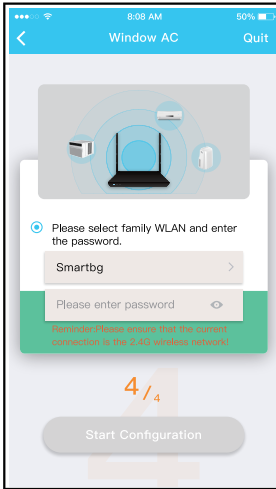 8:08 AM 50%
Window AC Quit
Please select family WLAN and enter
the password.
Smartbg
Please enter password
Reminder:Please ensure that the current
connection is the 2.4G wireless network!
4/4
4
Start Configuration